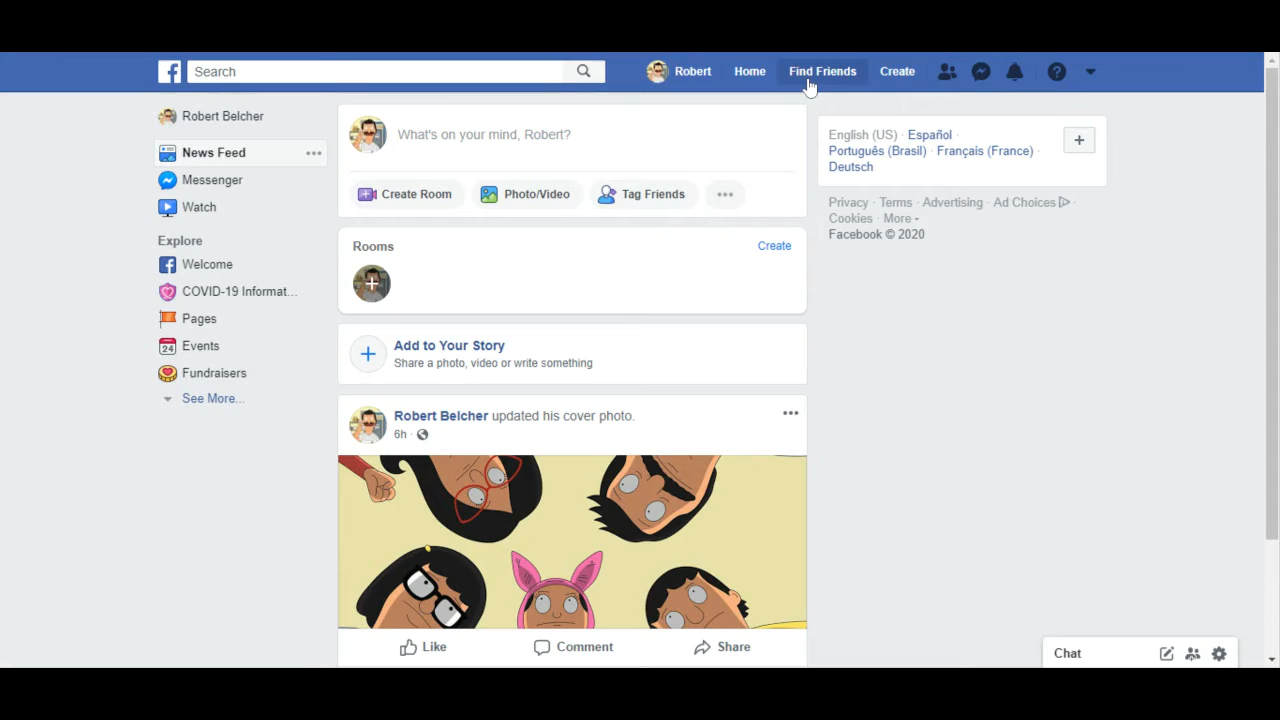 Search
Robert
Home
Find Friends
Create
Robert Belcher
News Feed
Messenger
Watch
Explore
Welcome
COVID-19 Informat...
Pages
24
Events
Fundraisers
See More...
What's on your mind, Robert?
Create Room
Photo/Video
Tag Friends
Rooms
Create
Add to Your Story
Share a photo, video or write something
Robert Belcher updated his cover photo.
6h ·
Like
Comment
Share
English (US) · Español ·
Português (Brasil) · Français (France) ·
Deutsch
Privacy · Terms · Advertising · Ad Choices ·
Cookies · More
Facebook © 2020
Chat